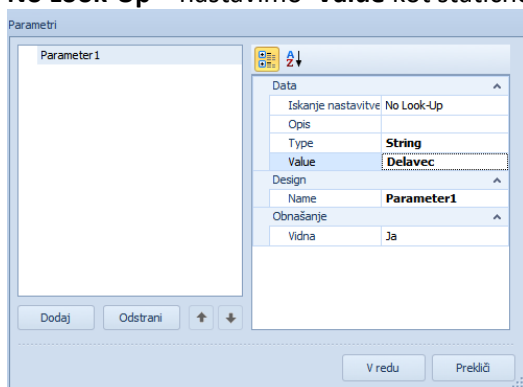 No Look-Up – nastavimo Value kot statično
Parametri
Parameter1
Data
Iskanje nastavitve No Look-Up
Opis
Type String
Value Delavec
Design
Name Parameter1
Obnašanje
Vidna Ja
Dodaj Odstrani
V redu Prekliči